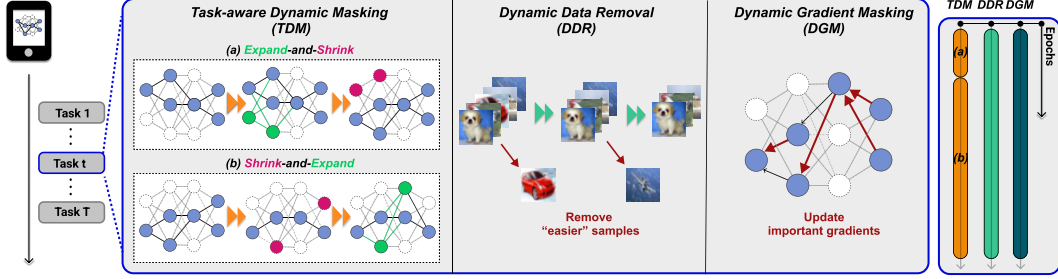 Task 1
Task t
Task T
Task-aware Dynamic Masking
(TDM)
(a) Expand-and-Shrink
(b) Shrink-and-Expand
Dynamic Data Removal
(DDR)
Remove
“easier” samples
Dynamic Gradient Masking
(DGM)
Update
important gradients
TDM DDR DGM
(a)
(b)
Epochs